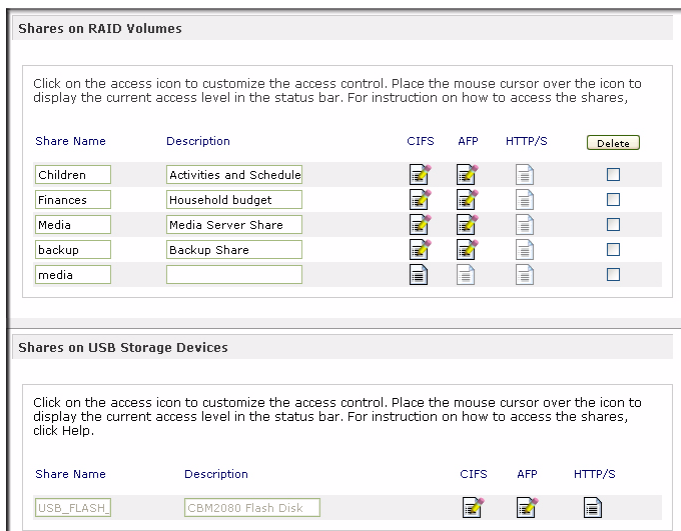 Shares on RAID Volumes
Click on the access icon to customize the access control. Place the mouse cursor over the icon to
display the current access level in the status bar. For instruction on how to access the shares,
Share Name Description CIFS AFP HTTP/S Delete
Children Activities and Schedule
Finances Household budget
Media Media Server Share
backup Backup Share
media
Shares on USB Storage Devices
Click on the access icon to customize the access control. Place the mouse cursor over the icon to
display the current access level in the status bar. For instruction on how to access the shares,
click Help.
Share Name Description CIFS AFP HTTP/S
USB_FLASH_ CBM2080 Flash Disk